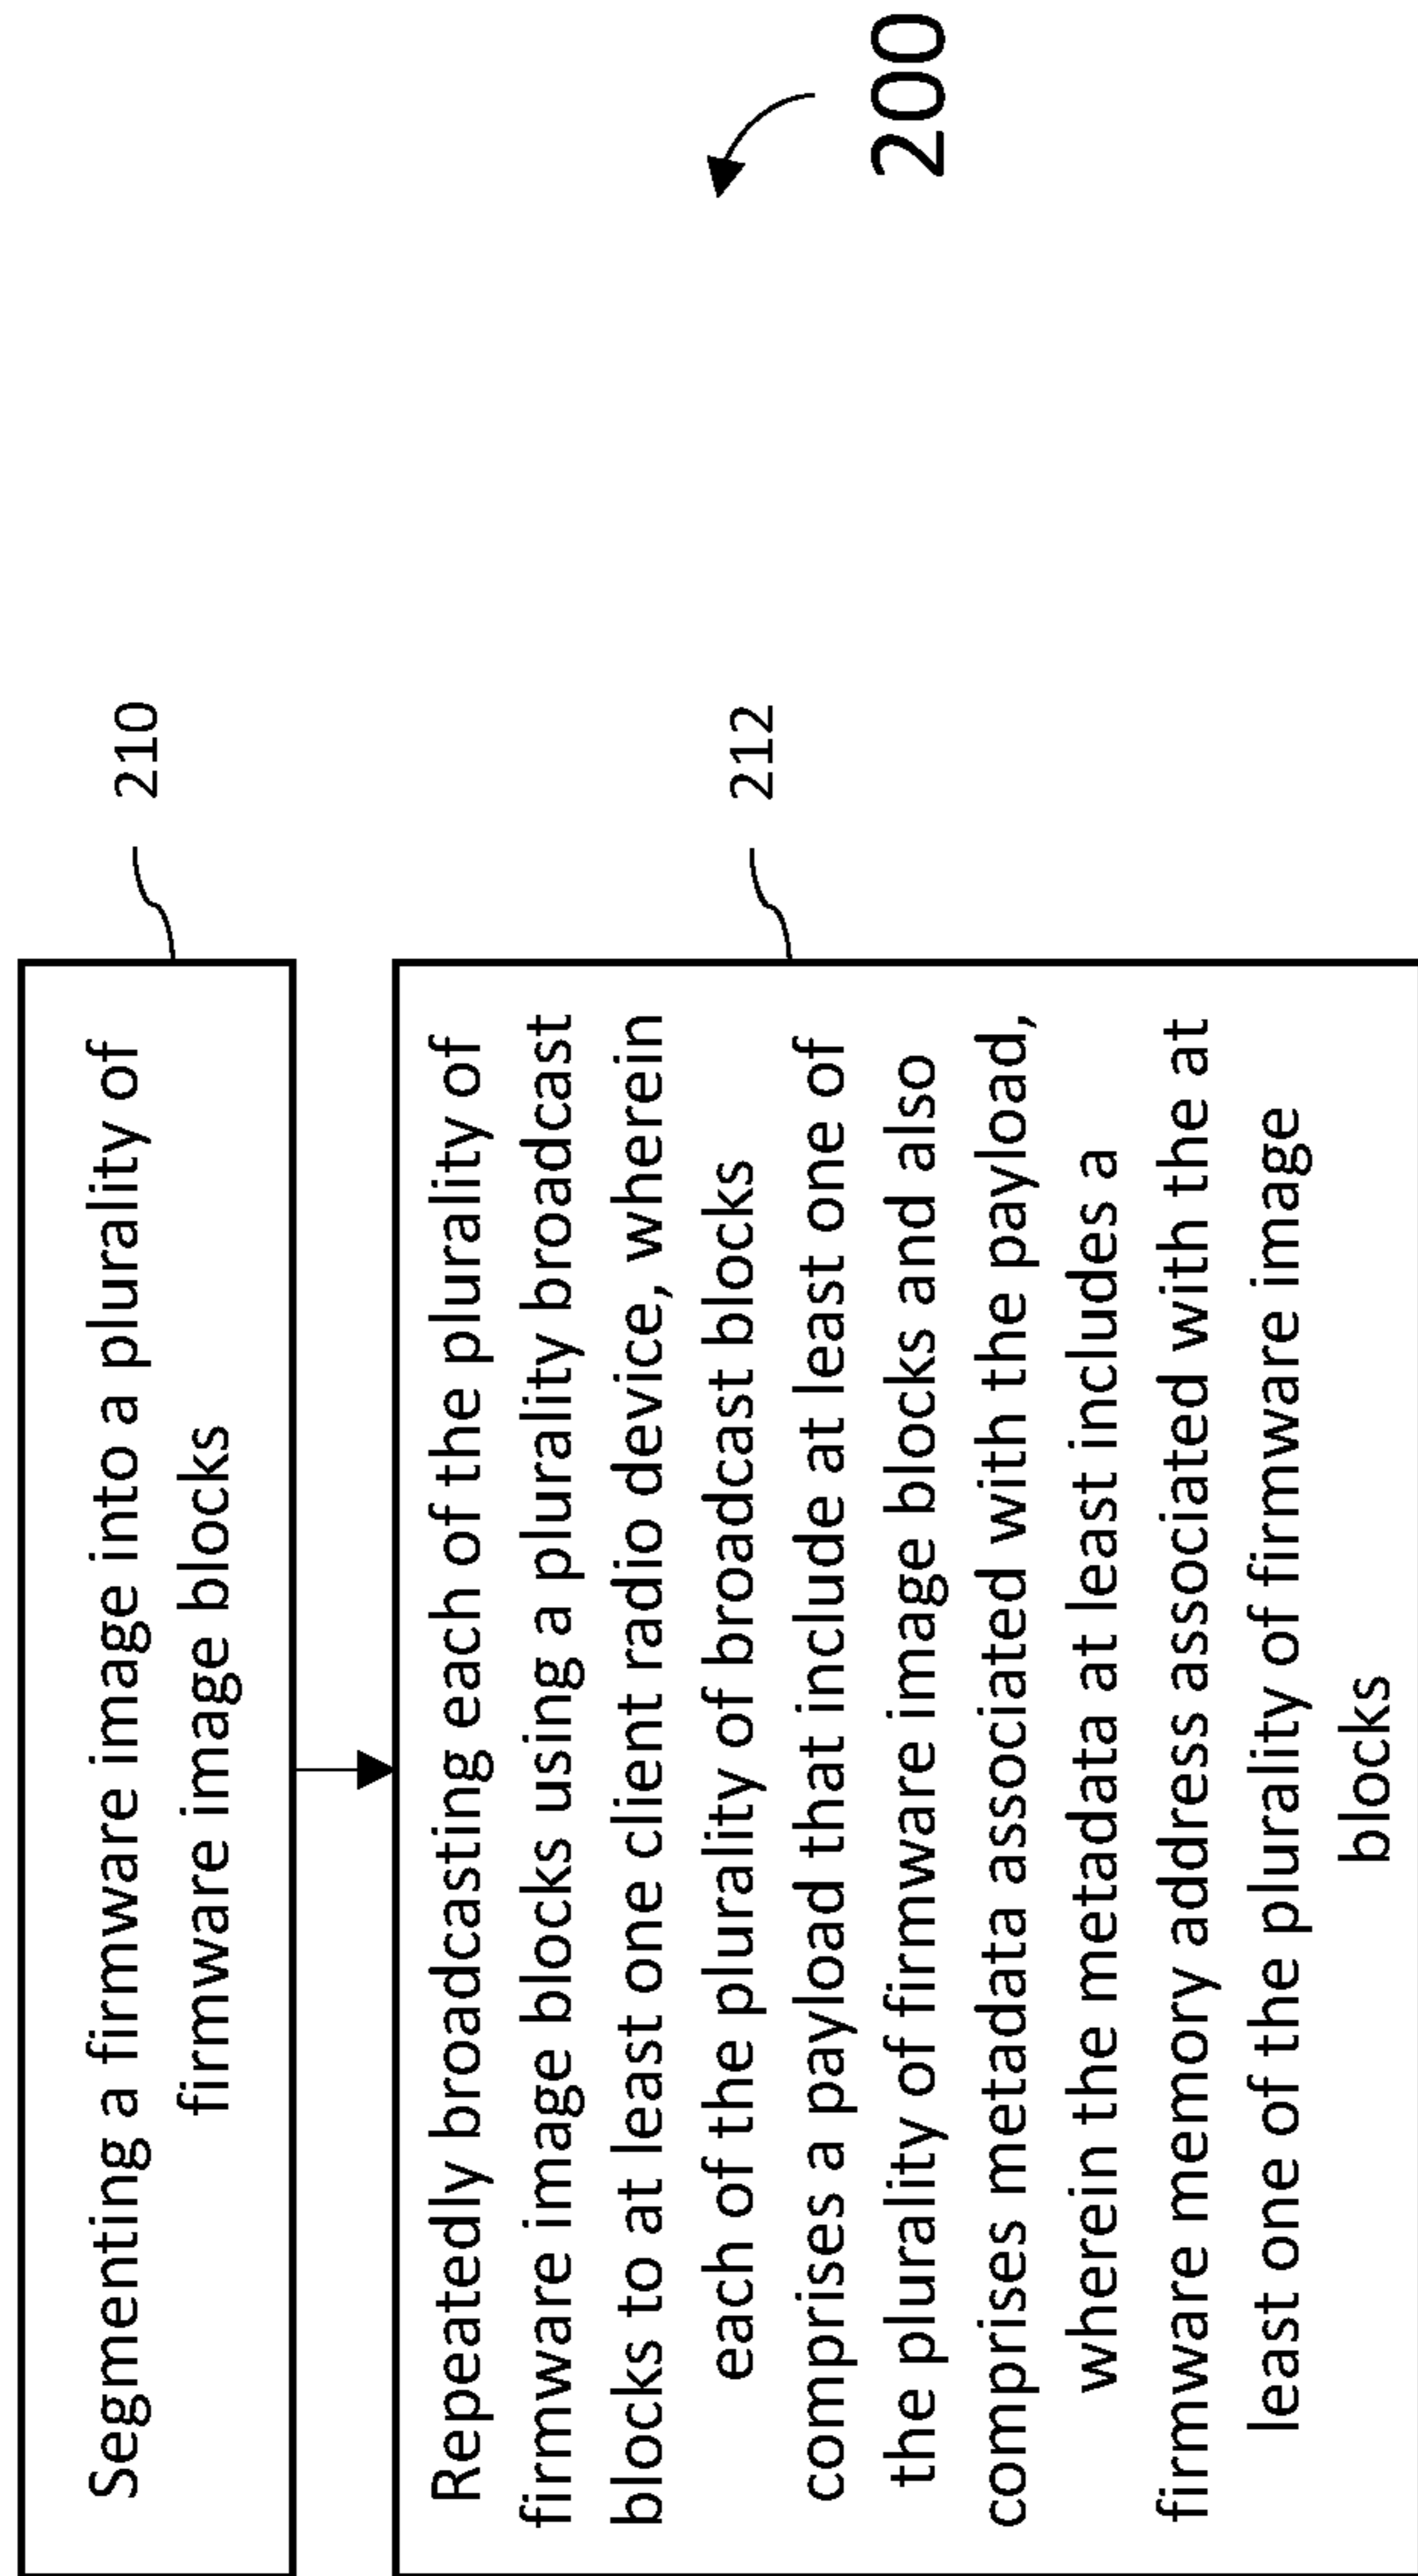 Segmenting a firmware image into a plurality of
firmware image blocks
210
Repeatedly broadcasting each of the plurality of
firmware image blocks using a plurality broadcast
blocks to at least one client radio device, wherein
each of the plurality of broadcast blocks
comprises a payload that include at least one of
the plurality of firmware image blocks and also
comprises metadata associated with the payload,
wherein the metadata at least includes a
firmware memory address associated with the at
least one of the plurality of firmware image
blocks
212
200